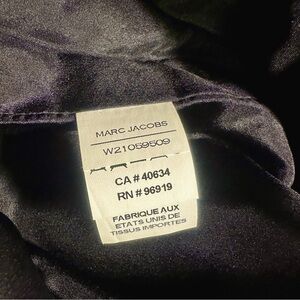 MARC JACOBS
W21059509
CA # 40634
RN # 96919
FABRIQUE AUX
ETATS UNIS DE
TISSUS IMPORTES